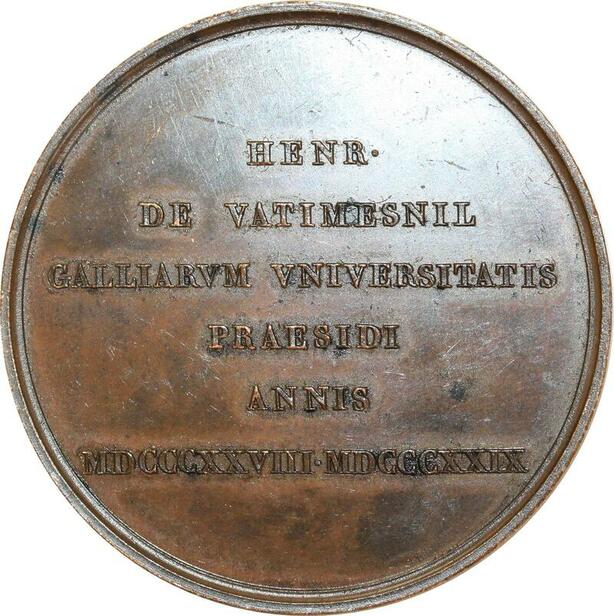 HENR·
DE VATIMESNIL
GALLIARVM VNIVERSITATIS
PRAESIDI
ANNIS
MDCCCXXVIII·MDCCCXXIX